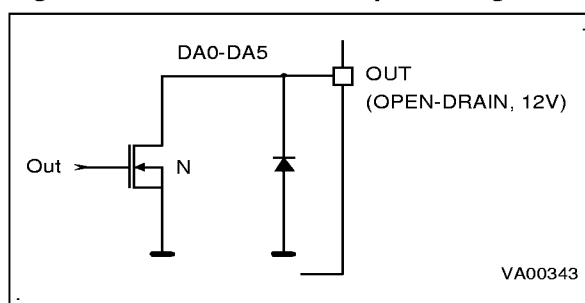 DA0-DA5
OUT
(OPEN-DRAIN, 12V)
Out
N
VA00343